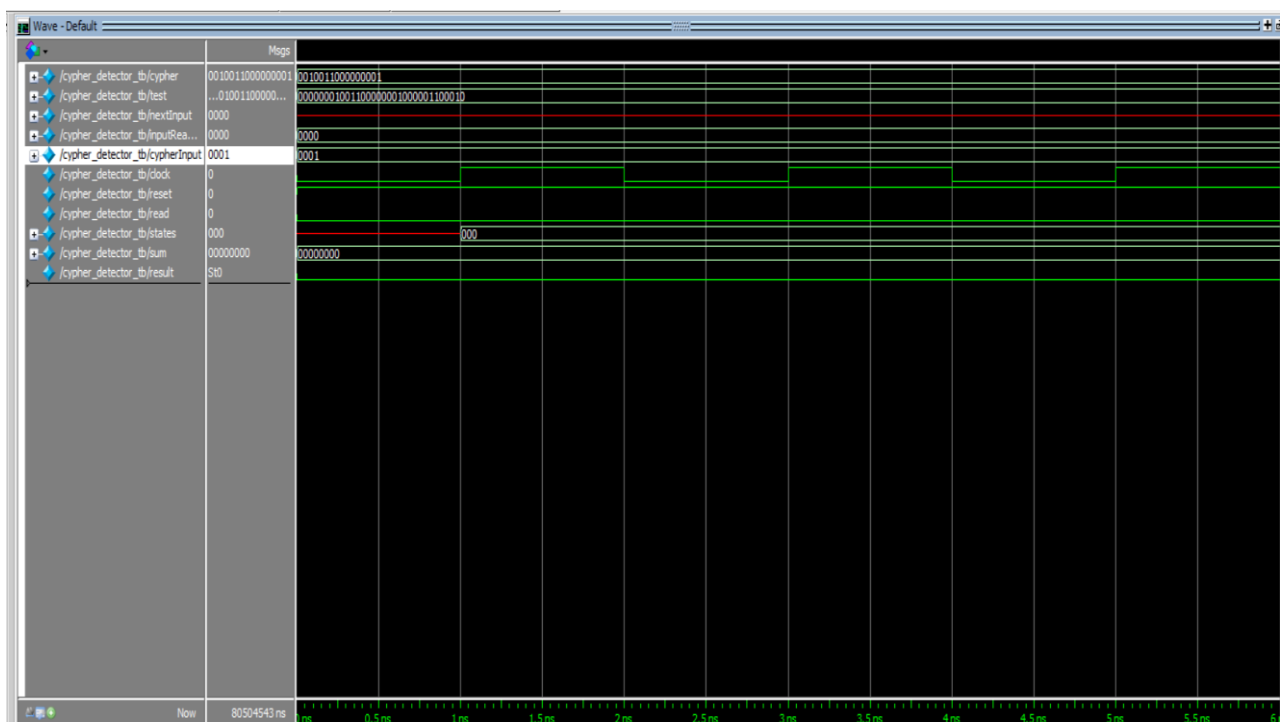 Wave - Default
Msgs
/cypher_detector_tb/cypher 0010011000000001 0010011000000001
/cypher_detector_tb/test ...01001100000... 00000001001100000001000001100010
/cypher_detector_tb/nextInput 0000
/cypher_detector_tb/inputRea... 0000 0000
/cypher_detector_tb/cypherInput 0001 0001
/cypher_detector_tb/clock 0
/cypher_detector_tb/reset 0
/cypher_detector_tb/read 0
/cypher_detector_tb/states 000 000
/cypher_detector_tb/sum 00000000 00000000
/cypher_detector_tb/result St0
Now 80504543 ns 0.5 ns 1 ns 1.5 ns 2 ns 2.5 ns 3 ns 3.5 ns 4 ns 4.5 ns 5 ns 5.5 ns